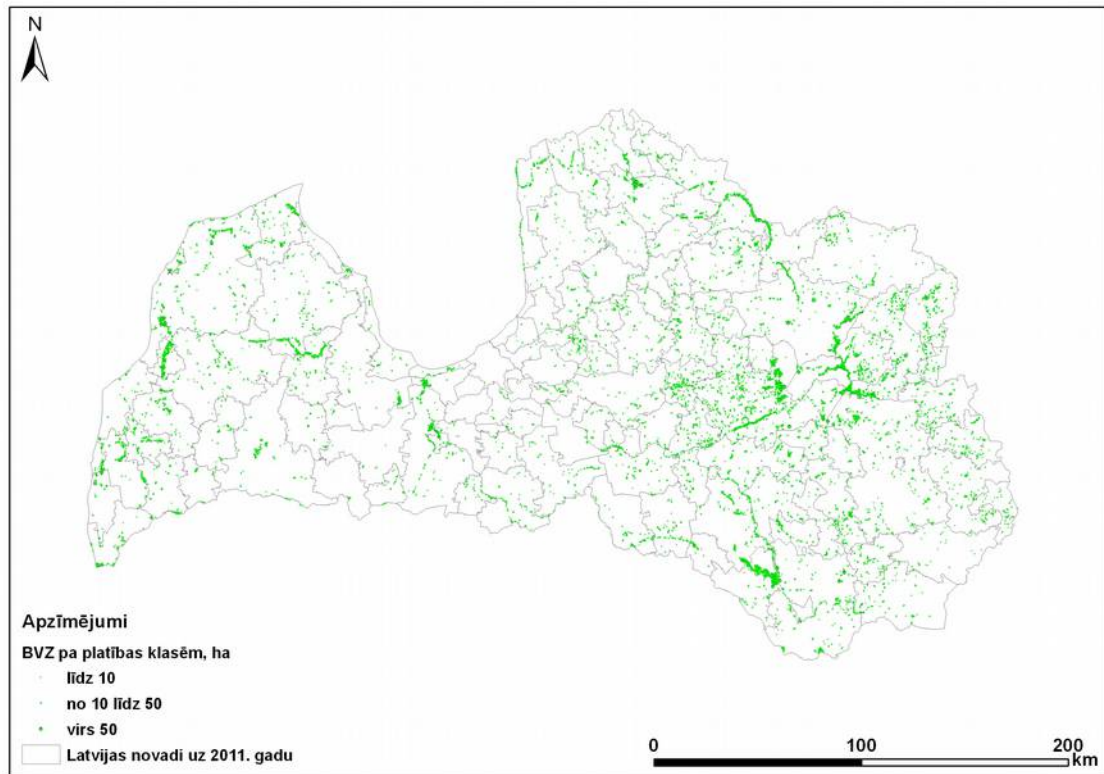 N
Apzīmējumi
BVZ pa platības klasēm, ha
līdz 10
no 10 līdz 50
virs 50
Latvijas novadi uz 2011. gadu
0 100 200
km